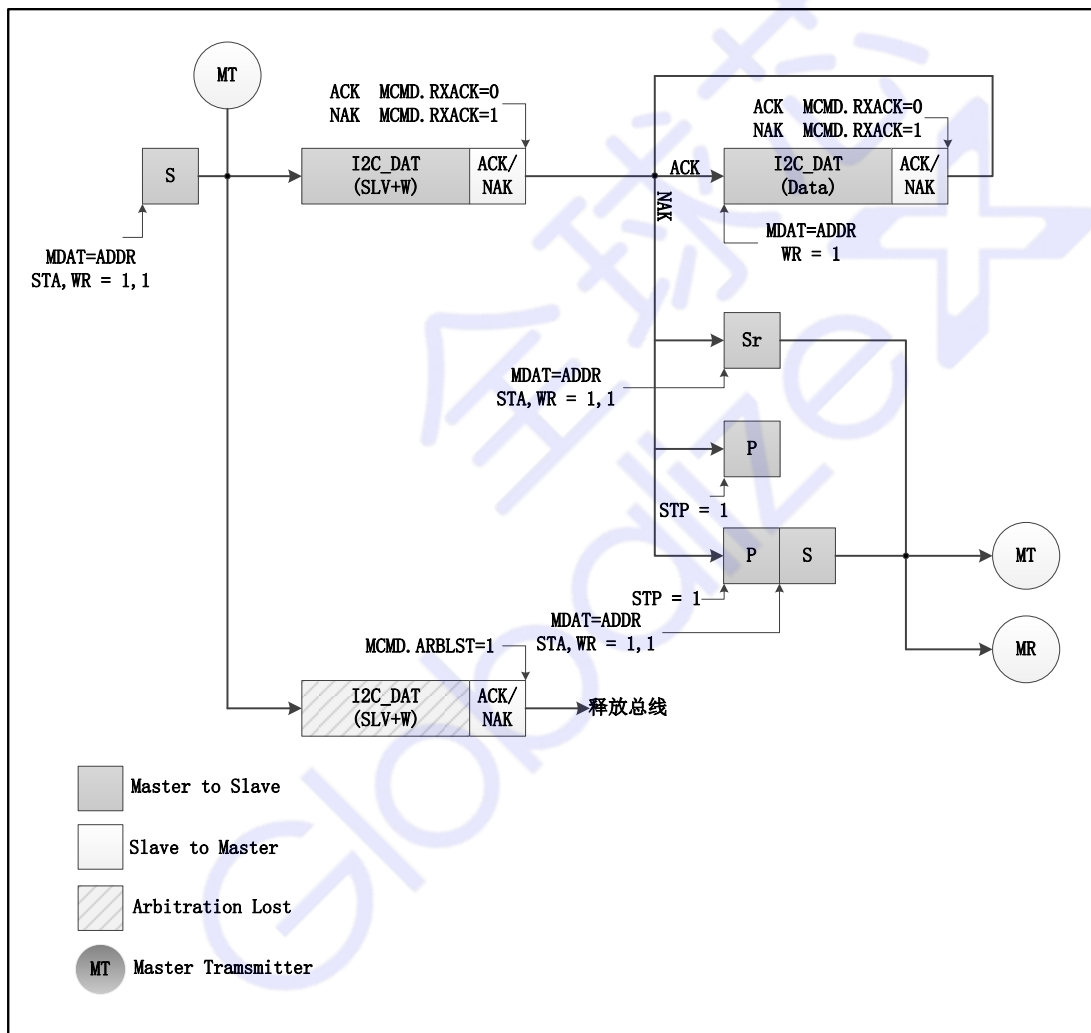 MT
ACK MCMD.RXACK=0
NAK MCMD.RXACK=1
ACK MCMD.RXACK=0
NAK MCMD.RXACK=1
S
I2C_DAT
(SLV+W)
ACK/
NAK
ACK
NAK
I2C_DAT
(Data)
ACK/
NAK
MDAT=ADDR
STA,WR = 1,1
MDAT=ADDR
WR = 1
Sr
MDAT=ADDR
STA,WR = 1,1
P
STP = 1
P
S
MT
STP = 1
MDAT=ADDR
STA,WR = 1,1
MR
MCMD.ARBLST=1
I2C_DAT
(SLV+W)
ACK/
NAK
释放总线
Master to Slave
Slave to Master
Arbitration Lost
MT
Master Tramsmitter
全球芯
Globalize